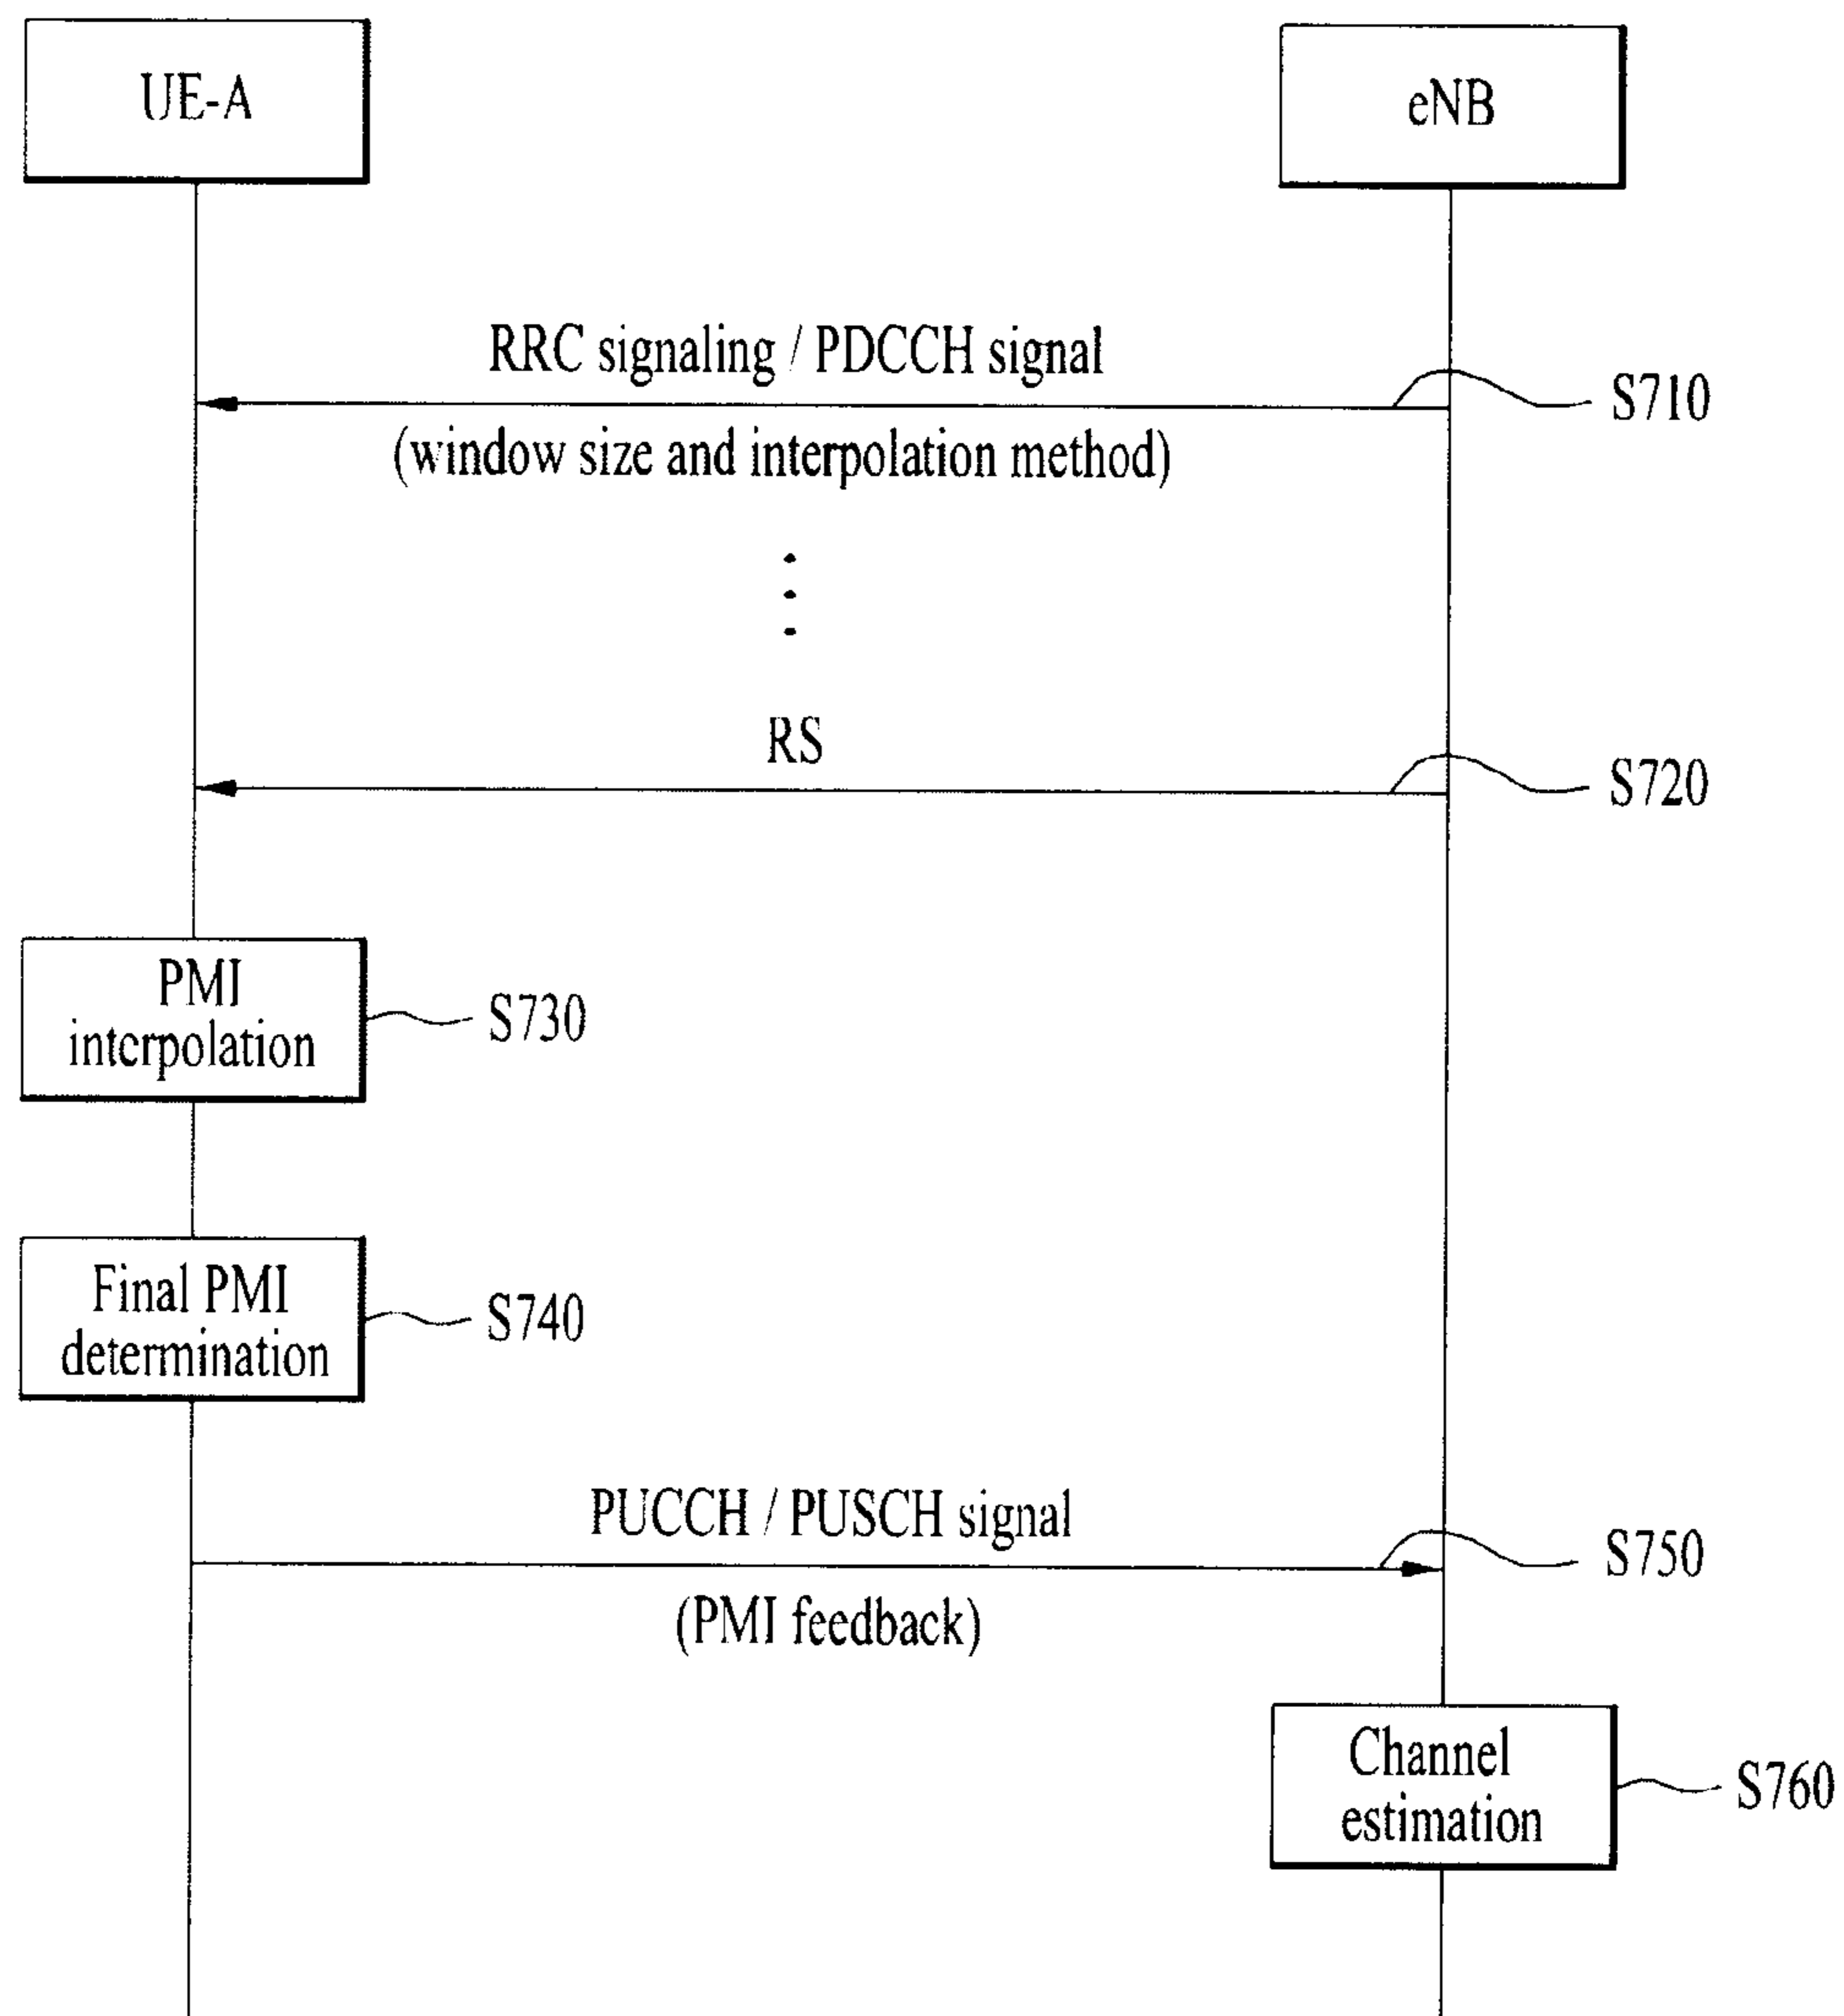 UE-A
eNB
RRC signaling / PDCCH signal
S710
(window size and interpolation method)
RS
S720
PMI
interpolation
S730
Final PMI
determination
S740
PUCCH / PUSCH signal
S750
(PMI feedback)
Channel
estimation
S760